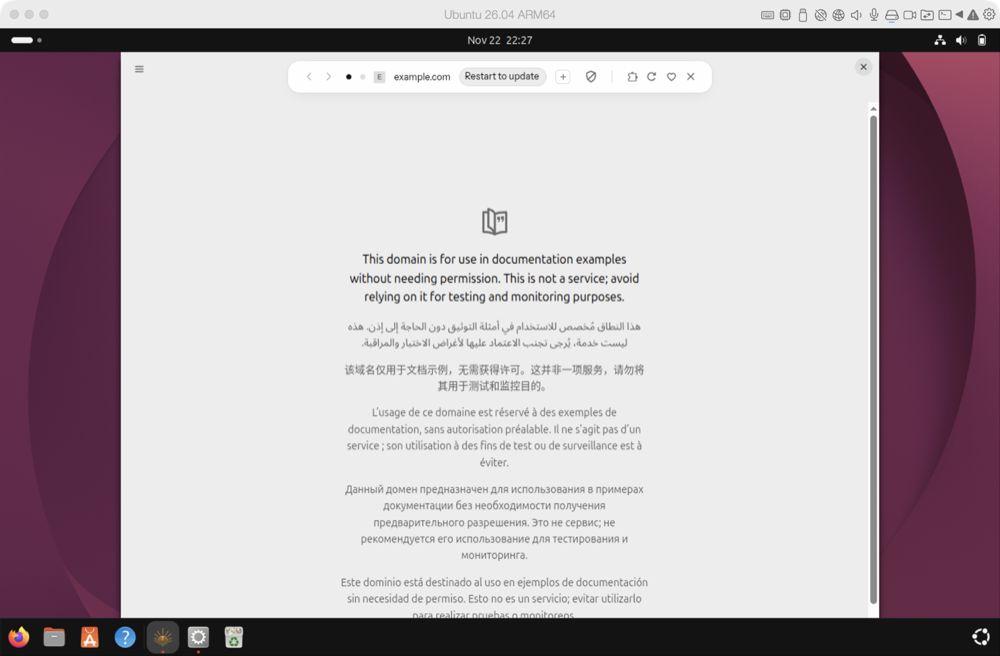 Ubuntu 26.04 ARM64
Nov 22 22:27
E example.com Restart to update
This domain is for use in documentation examples
without needing permission. This is not a service; avoid
relying on it for testing and monitoring purposes.
هذا النطاق مُخصص للاستخدام في أمثلة التوثيق دون الحاجة إلى إذن. هذه
ليست خدمة، يُرجى تجنب الاعتماد عليها لأغراض الاختبار والمراقبة.
该域名仅用于文档示例，无需获得许可。这并非一项服务，请勿将
其用于测试和监控目的。
L'usage de ce domaine est réservé à des exemples de
documentation, sans autorisation préalable. Il ne s'agit pas d'un
service ; son utilisation à des fins de test ou de surveillance est à
éviter.
Данный домен предназначен для использования в примерах
документации без необходимости получения
предварительного разрешения. Это не сервис; не
рекомендуется его использование для тестирования и
мониторинга.
Este dominio está destinado al uso en ejemplos de documentación
sin necesidad de permiso. Esto no es un servicio; evitar utilizarlo
para realizar pruebas o monitoreos.